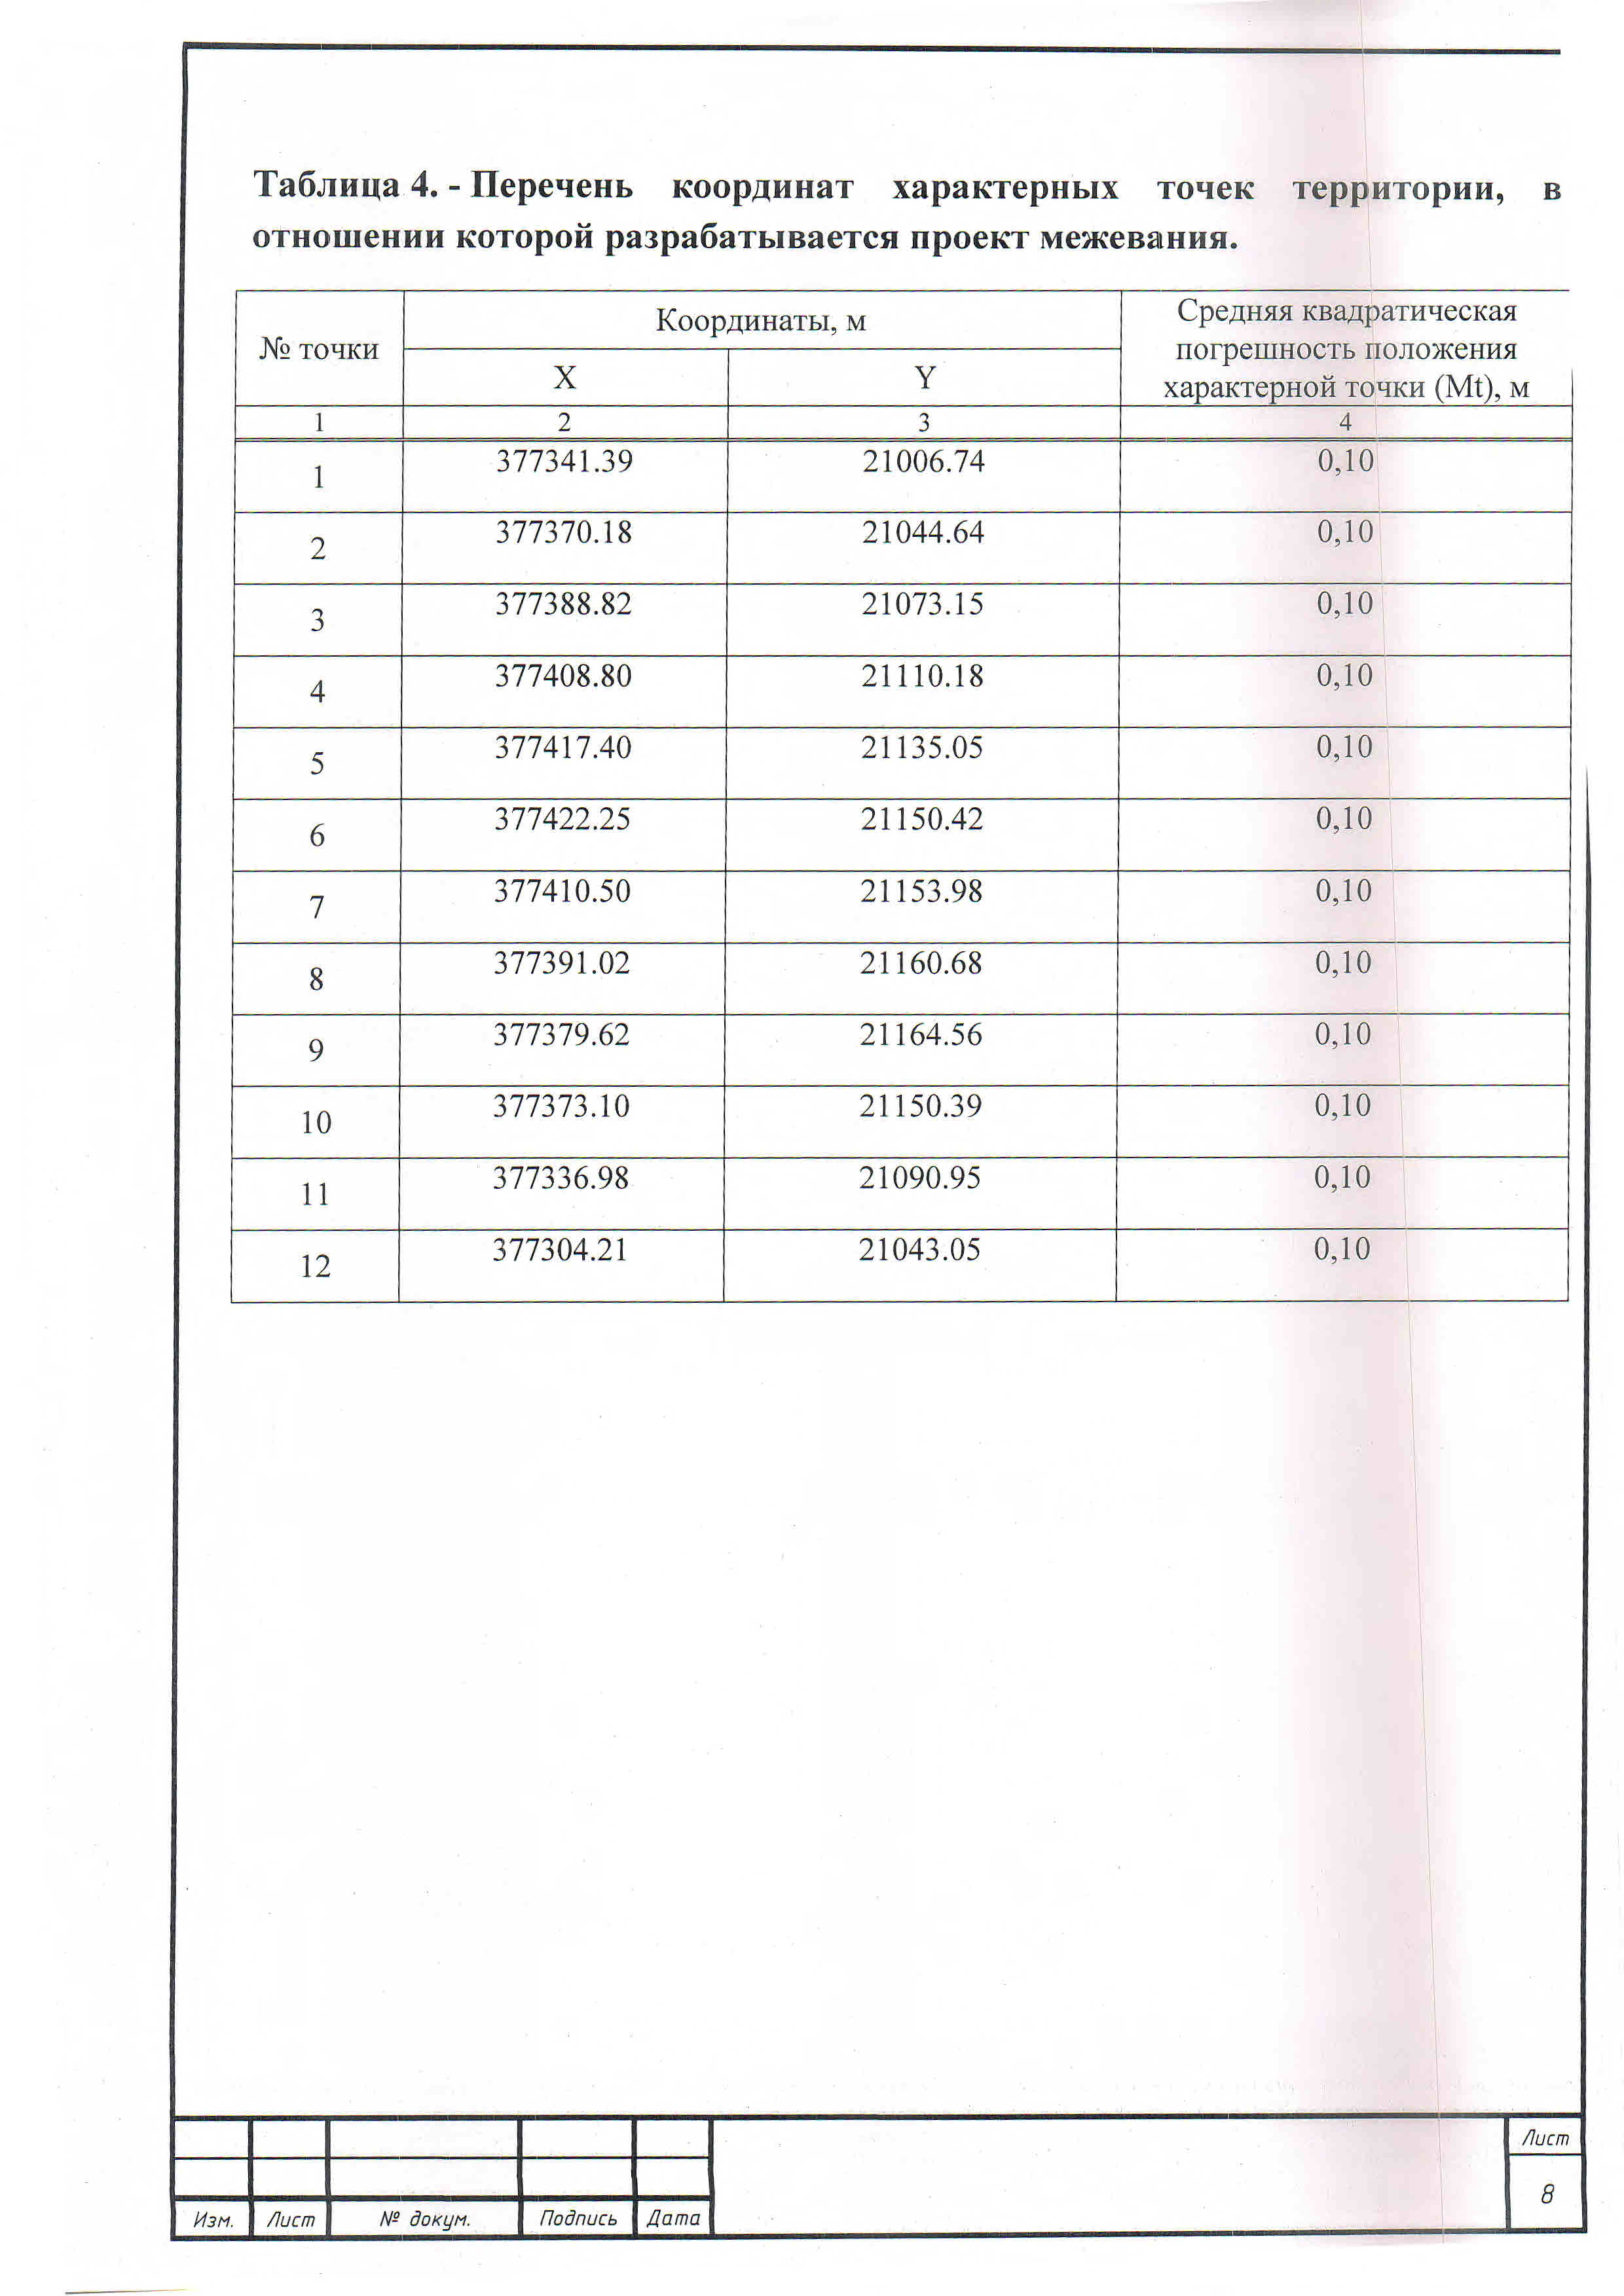 Таблица 4. - Перечень координат характерных точек территории, в
отношении которой разрабатывается проект межевания.
№ точки
Координаты, м
Средняя квадратическая
погрешность положения
характерной точки (Mt), м
X Y
1 2 3 4
1 377341.39 21006.74 0,10
2 377370.18 21044.64 0,10
3 377388.82 21073.15 0,10
4 377408.80 21110.18 0,10
5 377417.40 21135.05 0,10
6 377422.25 21150.42 0,10
7 377410.50 21153.98 0,10
8 377391.02 21160.68 0,10
9 377379.62 21164.56 0,10
10 377373.10 21150.39 0,10
11 377336.98 21090.95 0,10
12 377304.21 21043.05 0,10
Лист
8
Изм. Лист № докум. Подпись Дата